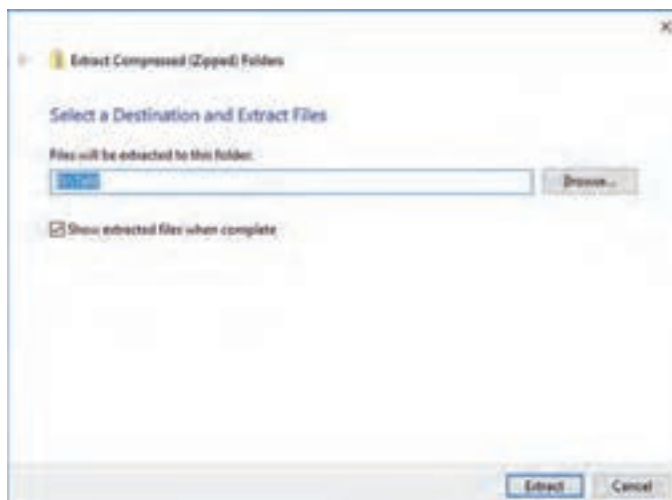 Extract Compressed (Zipped) Folders
Select a Destination and Extract Files
Files will be extracted to this folder:
Browse...
Show extracted files when complete
Extract
Cancel